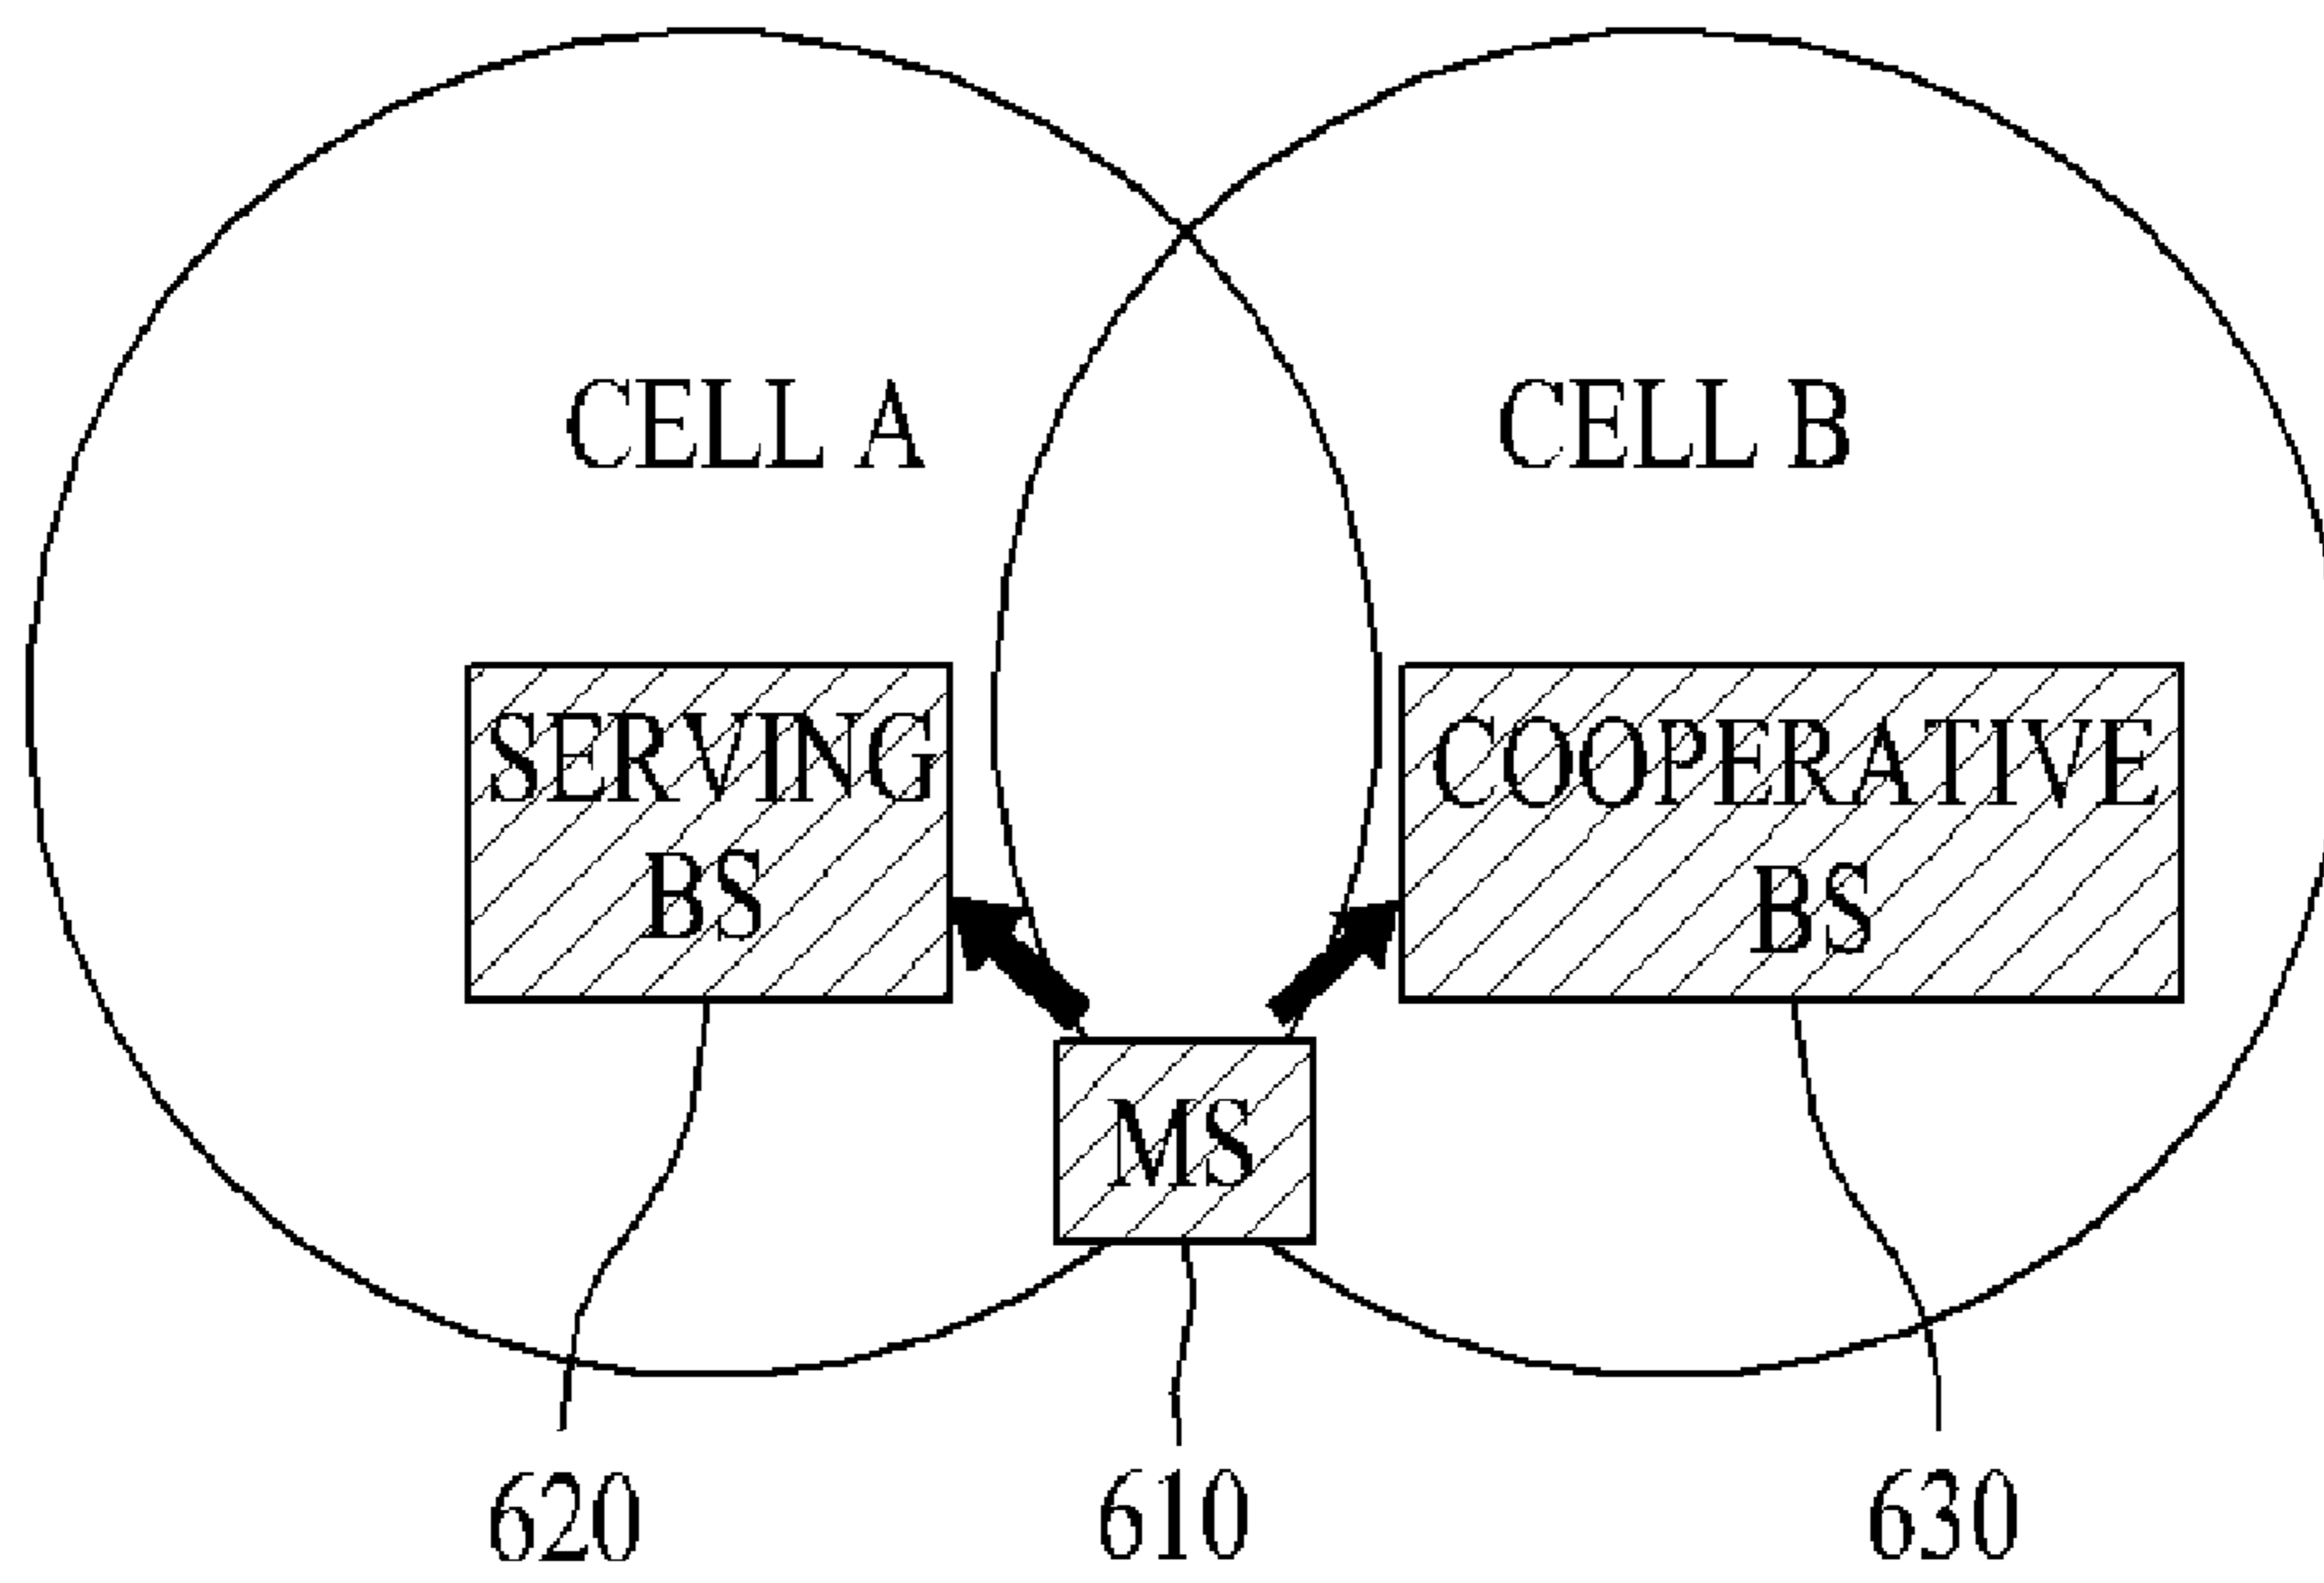 CELL A
CELL B
SERVING
BS
COOPERATIVE
BS
MS
620
610
630